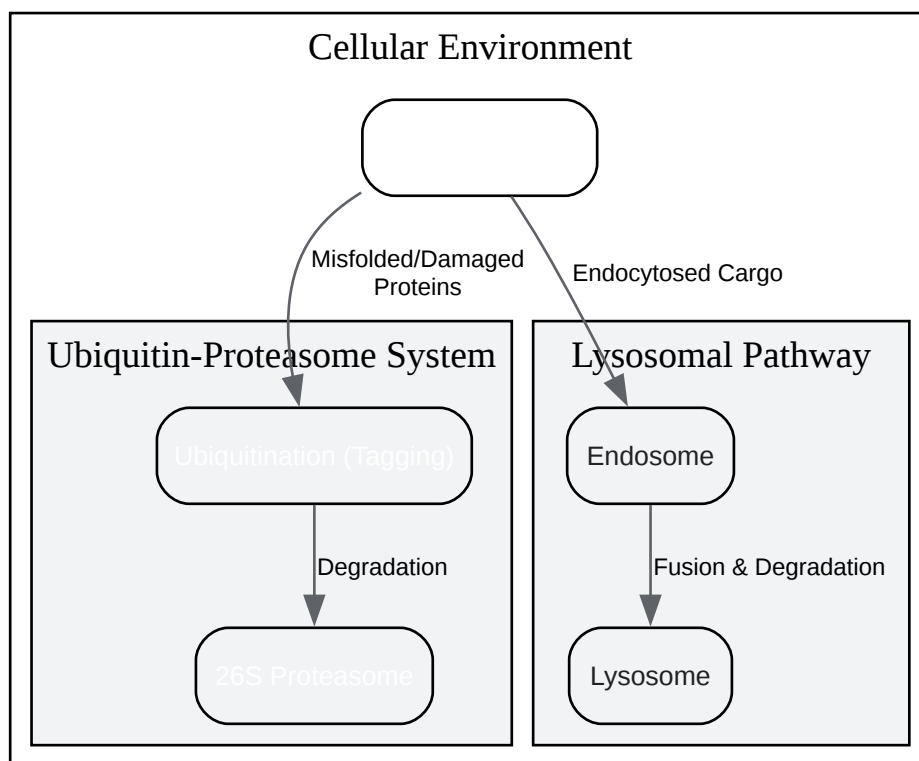 Cellular Environment
Misfolded/Damaged
Proteins
Endocytosed Cargo
Ubiquitin-Proteasome System
Lysosomal Pathway
Ubiquitination (Tagging)
Endosome
Degradation
Fusion & Degradation
26S Proteasome
Lysosome